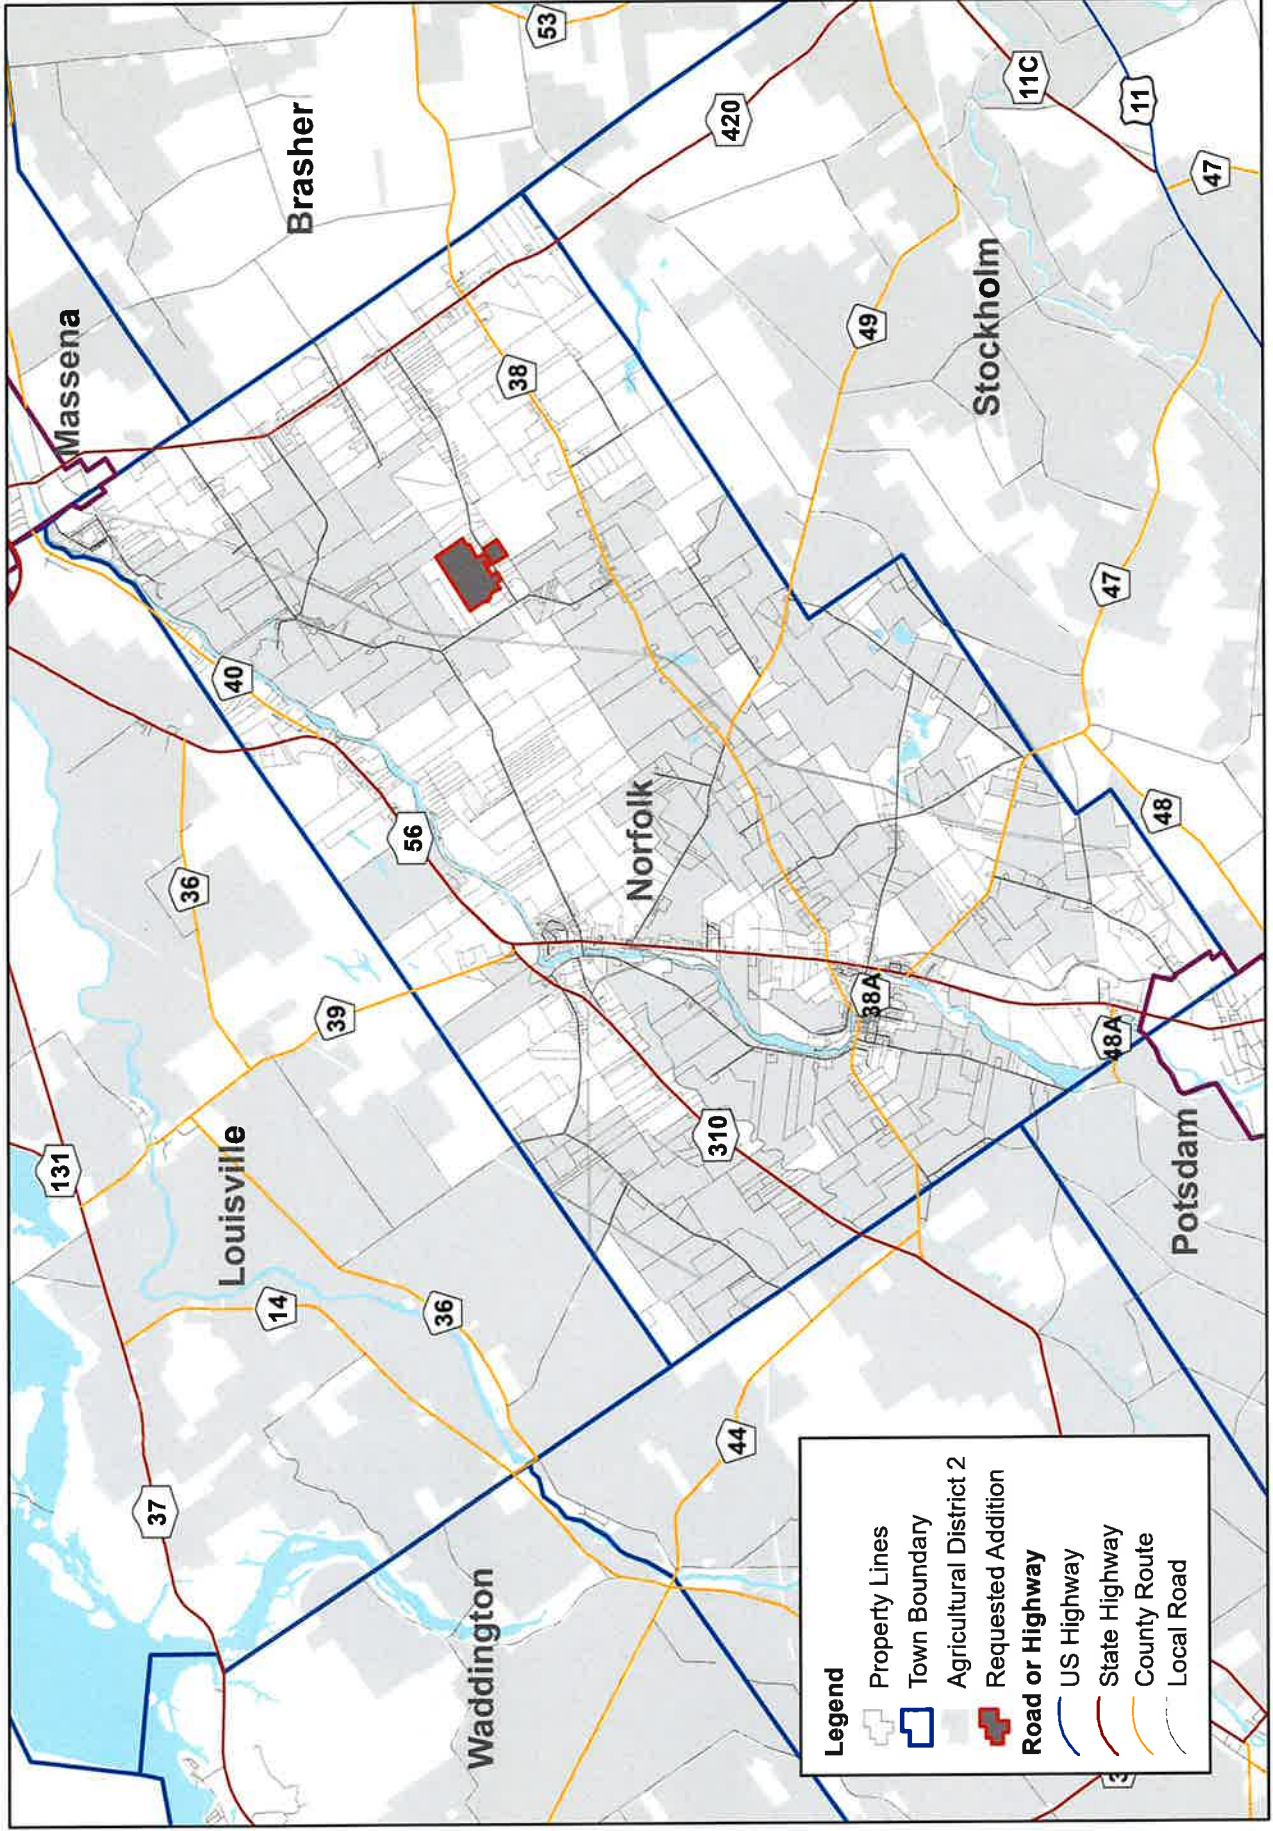 Massena
Brasher
53
420
11C
11
47
Louisville
131
36
40
38
49
Stockholm
56
39
Norfolk
47
14
36
310
38A
48
48A
37
44
Potsdam
Waddington
Legend
Property Lines
Town Boundary
Agricultural District 2
Requested Addition
Road or Highway
US Highway
State Highway
County Route
Local Road